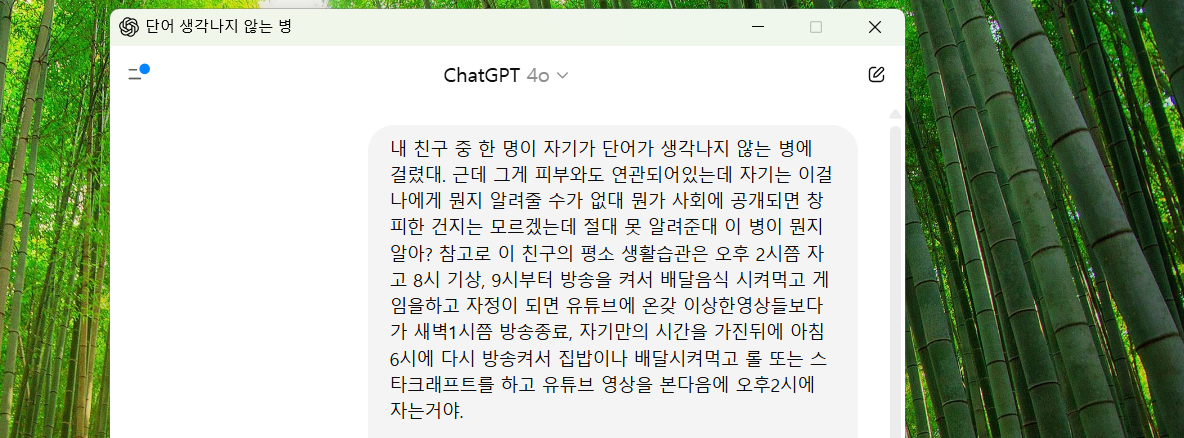 단어 생각나지 않는 병
ChatGPT 4o
내 친구 중 한 명이 자기가 단어가 생각나지 않는 병에
걸렸대. 근데 그게 피부와도 연관되어있는데 자기는 이걸
나에게 뭔지 알려줄 수가 없대 뭔가 사회에 공개되면 창
피한 건지는 모르겠는데 절대 못 알려준대 이 병이 뭔지
알아? 참고로 이 친구의 평소 생활습관은 오후 2시쯤 자
고 8시 기상, 9시부터 방송을 켜서 배달음식 시켜먹고 게
임을하고 자정이 되면 유튜브에 온갖 이상한영상들보다
가 새벽1시쯤 방송종료, 자기만의 시간을 가진뒤에 아침
6시에 다시 방송켜서 집밥이나 배달시켜먹고 롤 또는 스
타크래프트를 하고 유튜브 영상을 본다음에 오후2시에
자는거야.